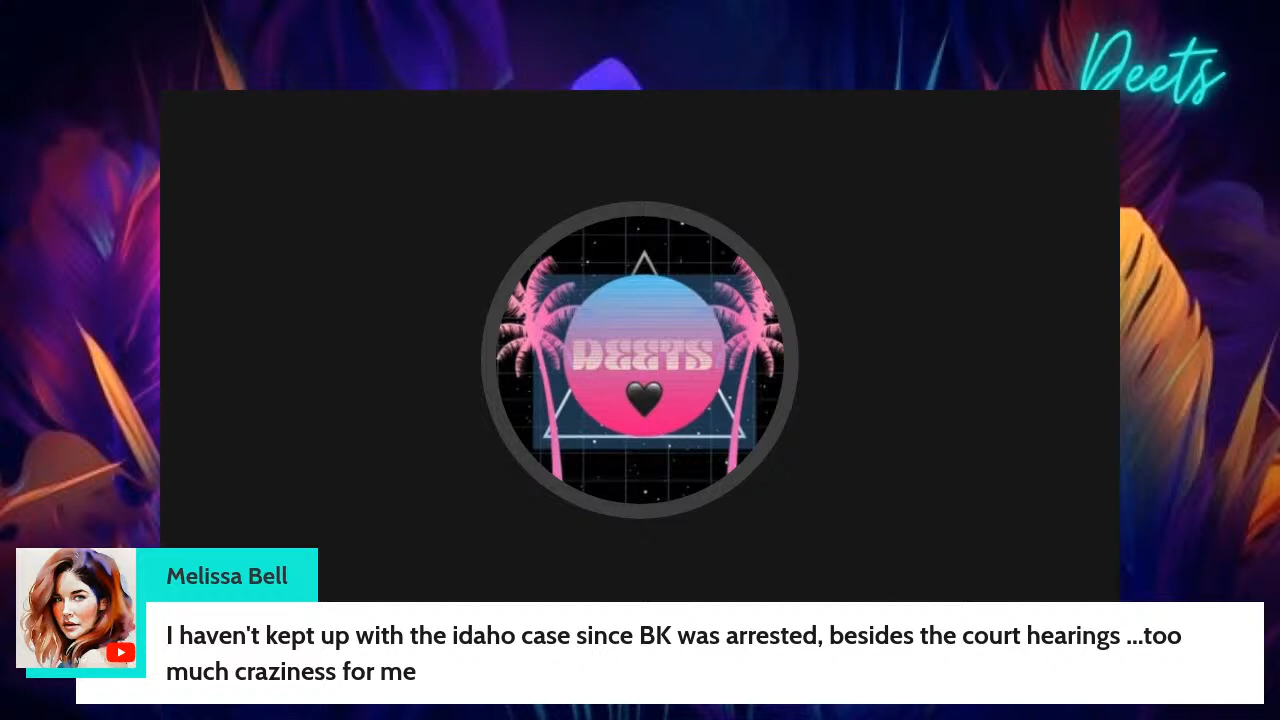 Deets
DEETS
Melissa Bell
I haven't kept up with the idaho case since BK was arrested, besides the court hearings ...too
much craziness for me